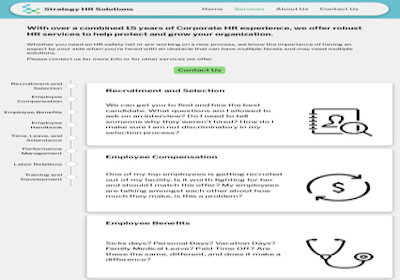 Strategy HR Solutions
Home Services About Us Contact Us
With over a combined 15 years of Corporate HR experience, we offer robust
HR services to help protect and grow your organization.
Whether you need an HR safety net or are working on a new process, we know the importance of having an
expert by your side when you're faced with an obstacle that can have multiple facets and may need multiple
solutions.
Please contact us for more info or for other services we offer.
Contact Us
Recruitment and
Selection
Employee
Compensation
Employee Benefits
Employee
Handbook
Time, Leave, and
Attendance
Performance
Management
Labor Relations
Training and
Development
Recruitment and Selection
We can get you to find and hire the best
candidate. What questions am I allowed to
ask on an interview? Do I need to tell
someone why they weren't hired? How do I
make sure I am not discriminatory in my
selection process?
Employee Compensation
One of my top employees is getting recruited
out of my facility. Is it worth fighting for her
and should I match the offer? My employees
are talking amongst each other about how
much they make, is this a problem?
Employee Benefits
Sicks days? Personal Days? Vacation Days?
Family Medical Leave? Paid Time Off? Are
these the same, different, and does it make a
difference?